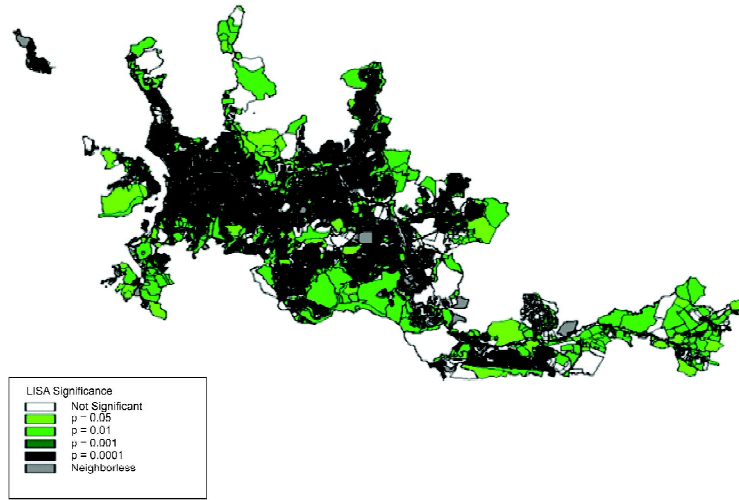 LISA Significance
Not Significant
p = 0.05
p = 0.01
p = 0.001
p = 0.0001
Neighborless